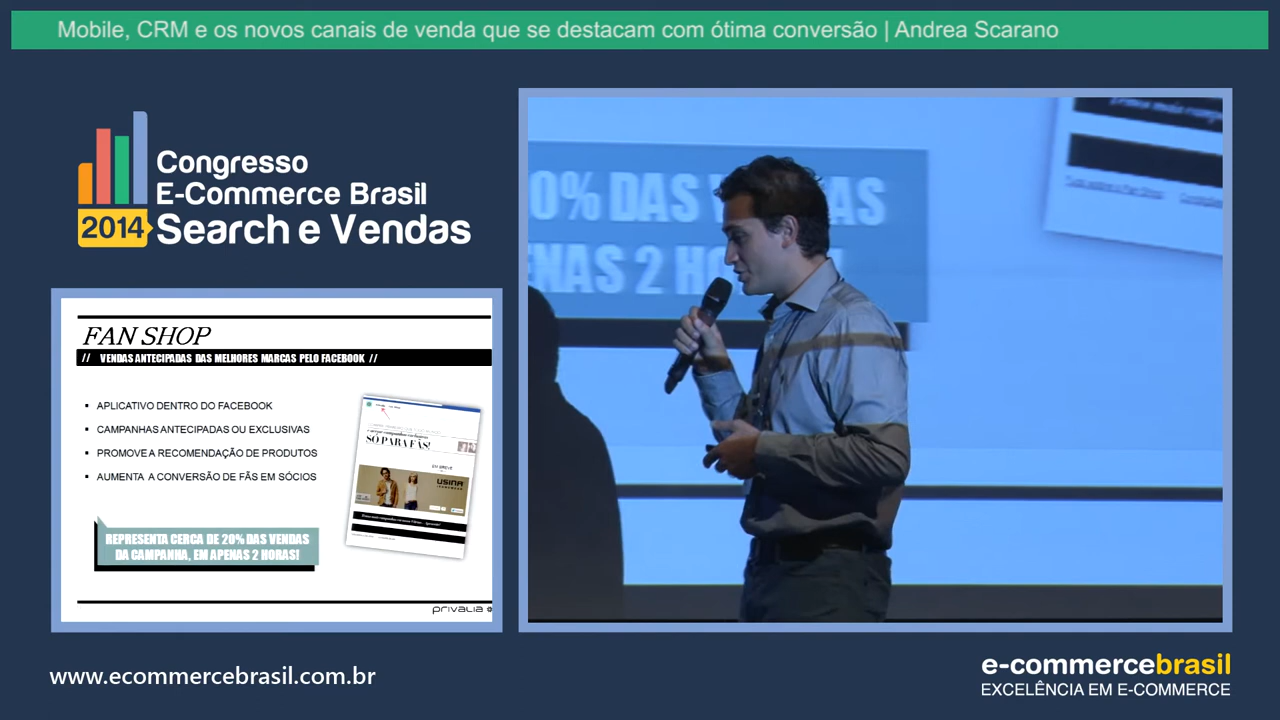 Mobile, CRM e os novos canais de venda que se destacam com ótima conversão | Andrea Scarano
Congresso
E-Commerce Brasil
2014 Search e Vendas
FAN SHOP
// VENDAS ANTECIPADAS DAS MELHORES MARCAS PELO FACEBOOK //
▪ APLICATIVO DENTRO DO FACEBOOK
▪ CAMPANHAS ANTECIPADAS OU EXCLUSIVAS
▪ PROMOVE A RECOMENDAÇÃO DE PRODUTOS
▪ AUMENTA A CONVERSÃO DE FÃS EM SÓCIOS
SÓ PARA FÃS!
EM BREVE
USINA
REPRESENTA CERCA DE 20% DAS VENDAS
DA CAMPANHA, EM APENAS 2 HORAS!
PRIVALIA
0% DAS V AS
ENAS 2 HO
www.ecommercebrasil.com.br
e-commercebrasil
EXCELÊNCIA EM E-COMMERCE